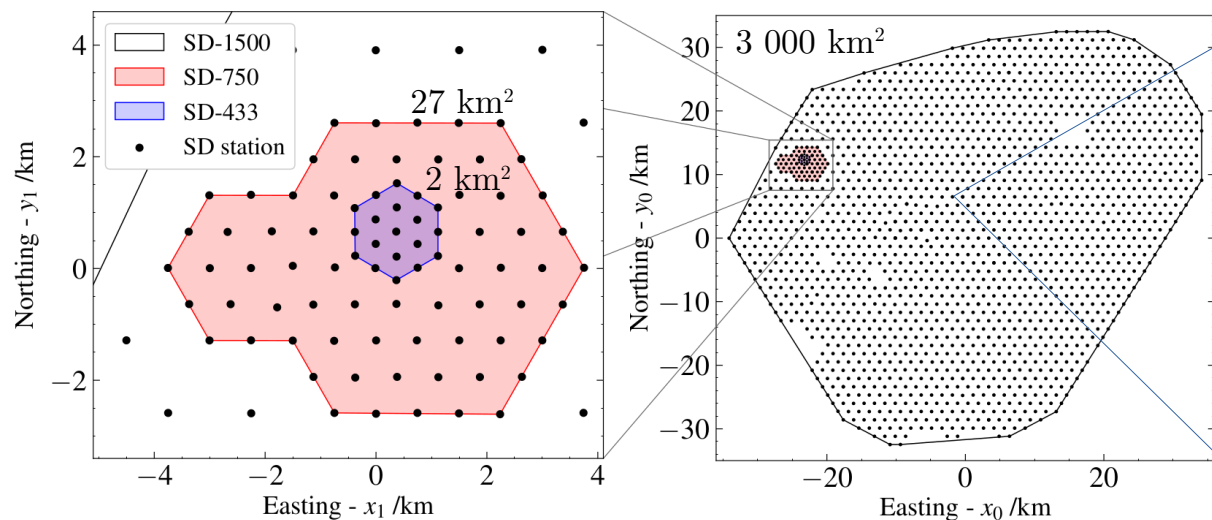 SD-1500
SD-750
SD-433
SD station
27 km²
2 km²
4
2
0
−2
Northing - y₁ /km
−4
−2
0
2
4
Easting - x₁ /km
3 000 km²
30
20
10
0
−10
−20
−30
Northing - y₀ /km
−20
0
20
Easting - x₀ /km